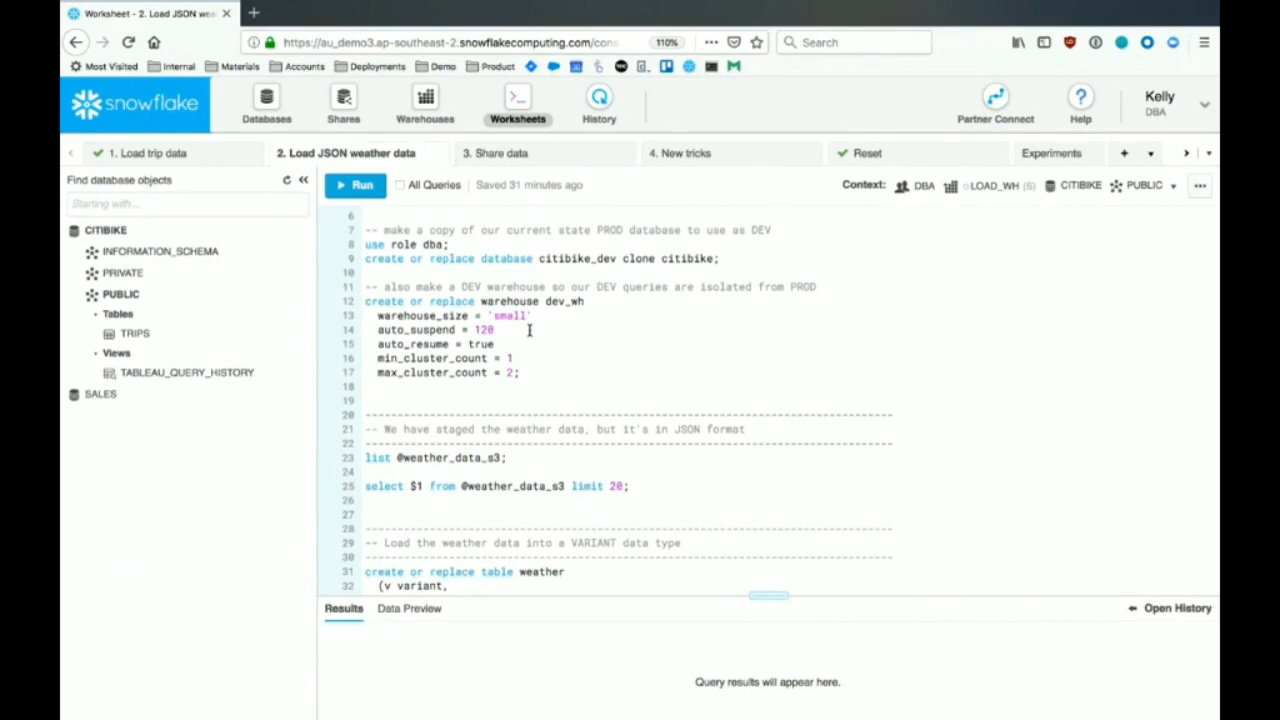 Worksheet - 2. Load JSON wea
https://au_demo3.ap-southeast-2.snowflakecomputing.com/cons
110%
Search
Most Visited
Internal
Materials
Accounts
Deployments
Demo
Product
snowflake
Databases
Shares
Warehouses
Worksheets
History
Partner Connect
Help
Kelly
DBA
1. Load trip data
2. Load JSON weather data
3. Share data
4. New tricks
Reset
Experiments
Find database objects
Starting with...
CITIBIKE
INFORMATION_SCHEMA
PRIVATE
PUBLIC
Tables
TRIPS
Views
TABLEAU_QUERY_HISTORY
SALES
Run
All Queries
Saved 31 minutes ago
Context:
DBA
LOAD_WH (S)
CITIBIKE
PUBLIC
6
7 -- make a copy of our current state PROD database to use as DEV
8 use role dba;
9 create or replace database citibike_dev clone citibike;
10
11 -- also make a DEV warehouse so our DEV queries are isolated from PROD
12 create or replace warehouse dev_wh
13 warehouse_size = 'small'
14 auto_suspend = 120
15 auto_resume = true
16 min_cluster_count = 1
17 max_cluster_count = 2;
18
19
20 ----------------------------------------------------------------------------------
21 -- We have staged the weather data, but it's in JSON format
22 ----------------------------------------------------------------------------------
23 list @weather_data_s3;
24
25 select $1 from @weather_data_s3 limit 20;
26
27
28 ----------------------------------------------------------------------------------
29 -- Load the weather data into a VARIANT data type
30 ----------------------------------------------------------------------------------
31 create or replace table weather
32 (v variant,
Results
Data Preview
Open History
Query results will appear here.